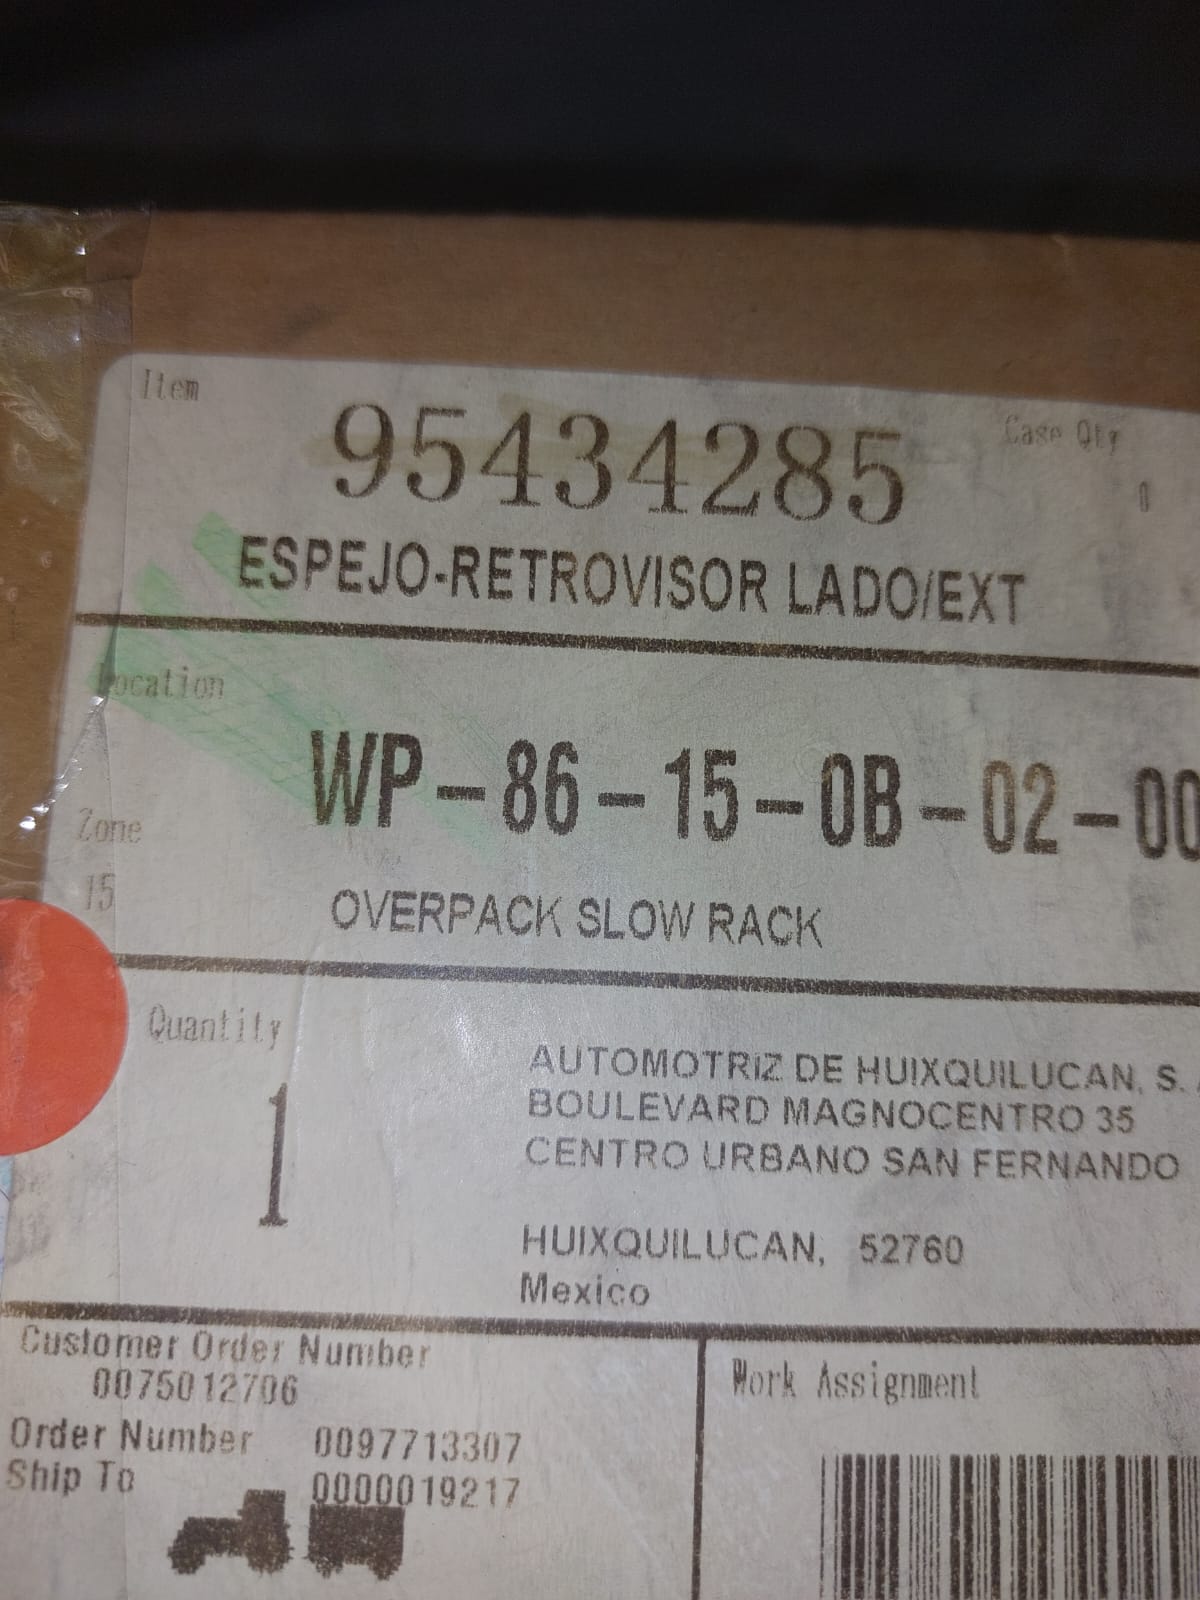 Item
Case Qty
95434285
0
ESPEJO-RETROVISOR LADO/EXT
Location
WP-86-15-0B-02-00
Zone
15
OVERPACK SLOW RACK
Quantity
1
AUTOMOTRIZ DE HUIXQUILUCAN, S.
BOULEVARD MAGNOCENTRO 35
CENTRO URBANO SAN FERNANDO
HUIXQUILUCAN, 52760
Mexico
Customer Order Number
0075012706
Order Number 0097713307
Ship To 0000019217
Work Assignment